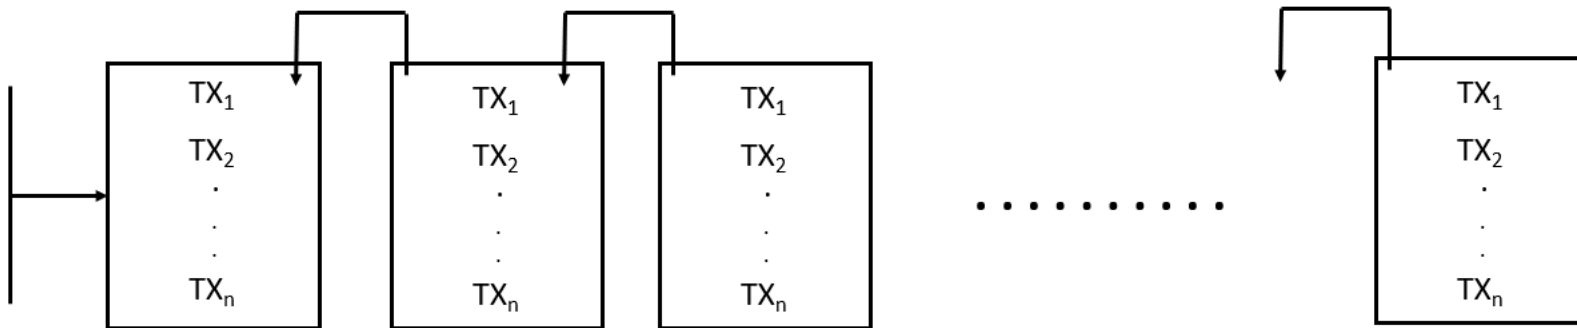 TX₁
TX₂
.
.
.
TXₙ
TX₁
TX₂
.
.
.
TXₙ
TX₁
TX₂
.
.
.
TXₙ
. . . . . . . . . .
TX₁
TX₂
.
.
.
TXₙ